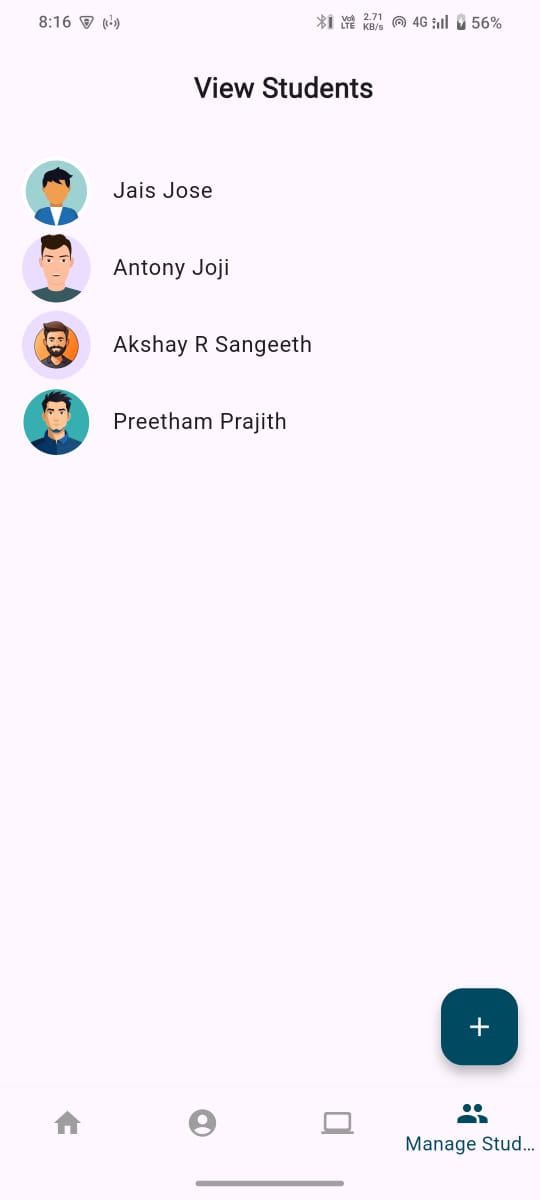 8:16 Vo) LTE 2.71 KB/s 4G 56%
View Students
Jais Jose
Antony Joji
Akshay R Sangeeth
Preetham Prajith
+
Manage Stud...